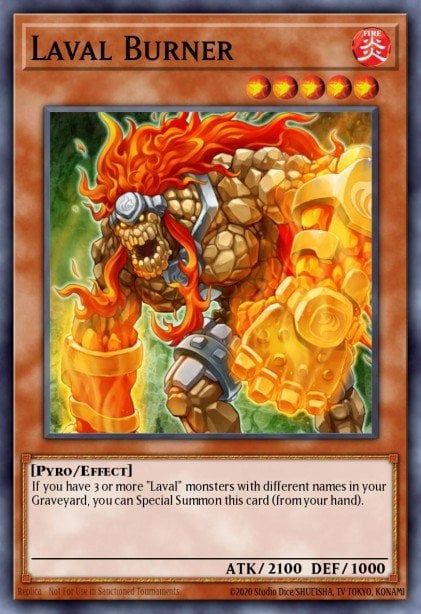 LAVAL BURNER
FIRE
炎
[PYRO/EFFECT]
If you have 3 or more "Laval" monsters with different names in your
Graveyard, you can Special Summon this card (from your hand).
ATK/2100 DEF/1000
Replica - Not For Use in Sanctioned Tournaments
©2020 Studio Dice/SHUEISHA, TV TOKYO, KONAMI